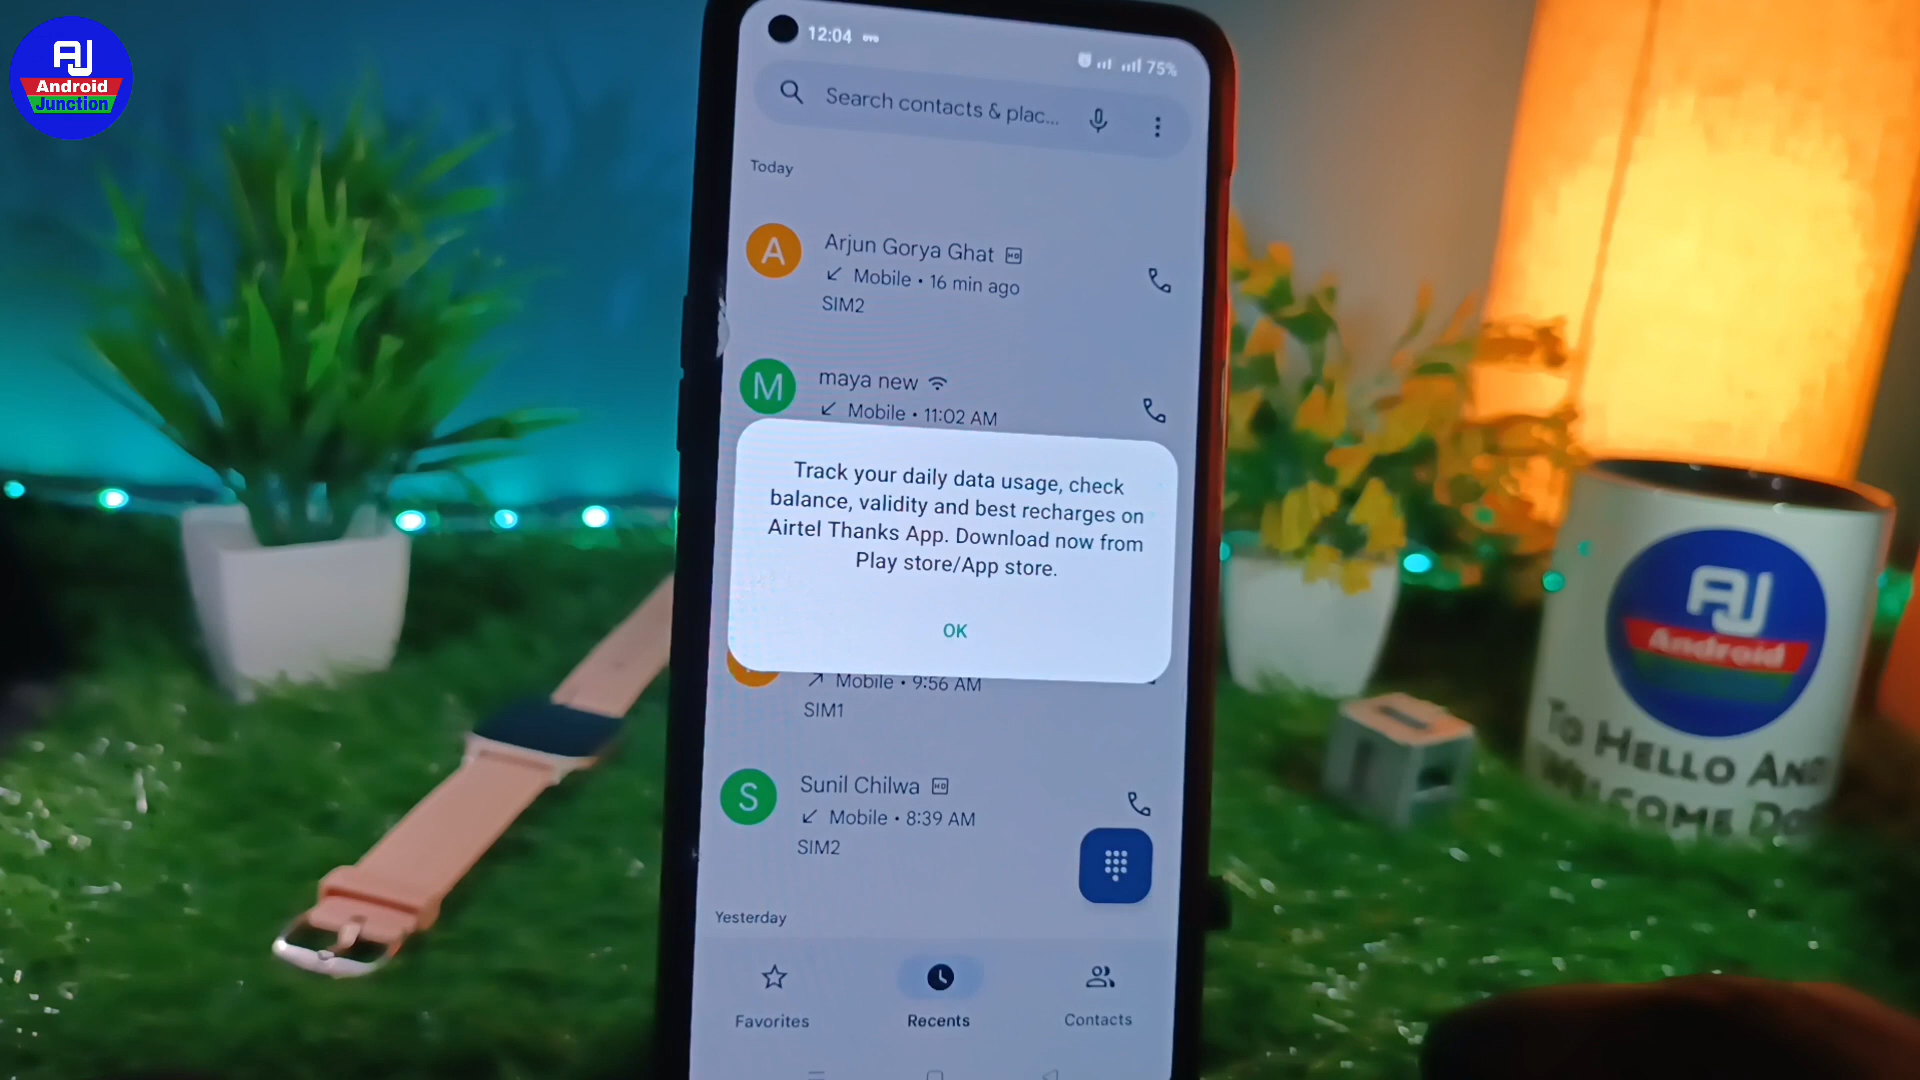 AJ
Android
Junction
12:04
75%
Search contacts & plac...
Today
A
Arjun Gorya Ghat HD
Mobile • 16 min ago
SIM2
M
maya new
Mobile • 11:02 AM
Track your daily data usage, check
balance, validity and best recharges on
Airtel Thanks App. Download now from
Play store/App store.
OK
Mobile • 9:56 AM
SIM1
S
Sunil Chilwa HD
Mobile • 8:39 AM
SIM2
Yesterday
Favorites
Recents
Contacts
AJ
Android
To Hello And
Welcome